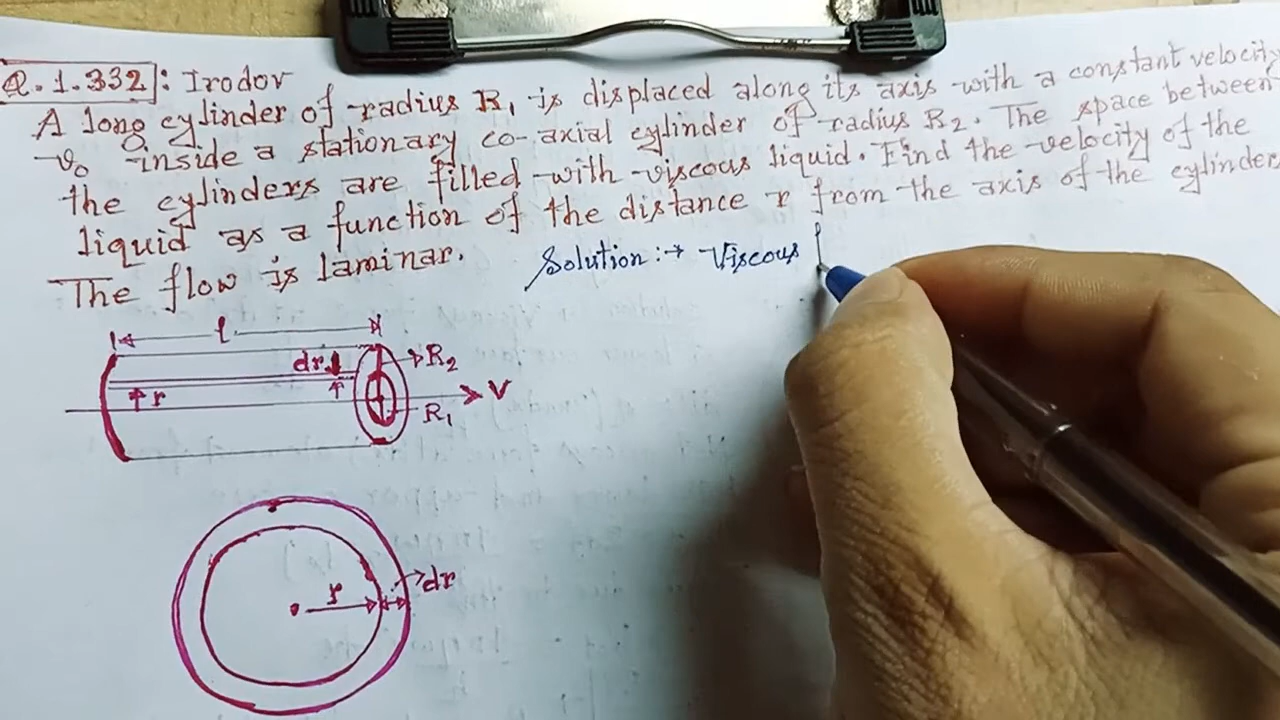 Q.1.332: Irodov
A long cylinder of radius R₁ is displaced along its axis with a constant velocity
v₀ inside a stationary co-axial cylinder of radius R₂. The space between
the cylinders are filled with viscous liquid. Find the velocity of the
liquid as a function of the distance r from the axis of the cylinder
The flow is laminar.
Solution :→ Viscous f
l
dr
R₂
r
V
R₁
dr
r